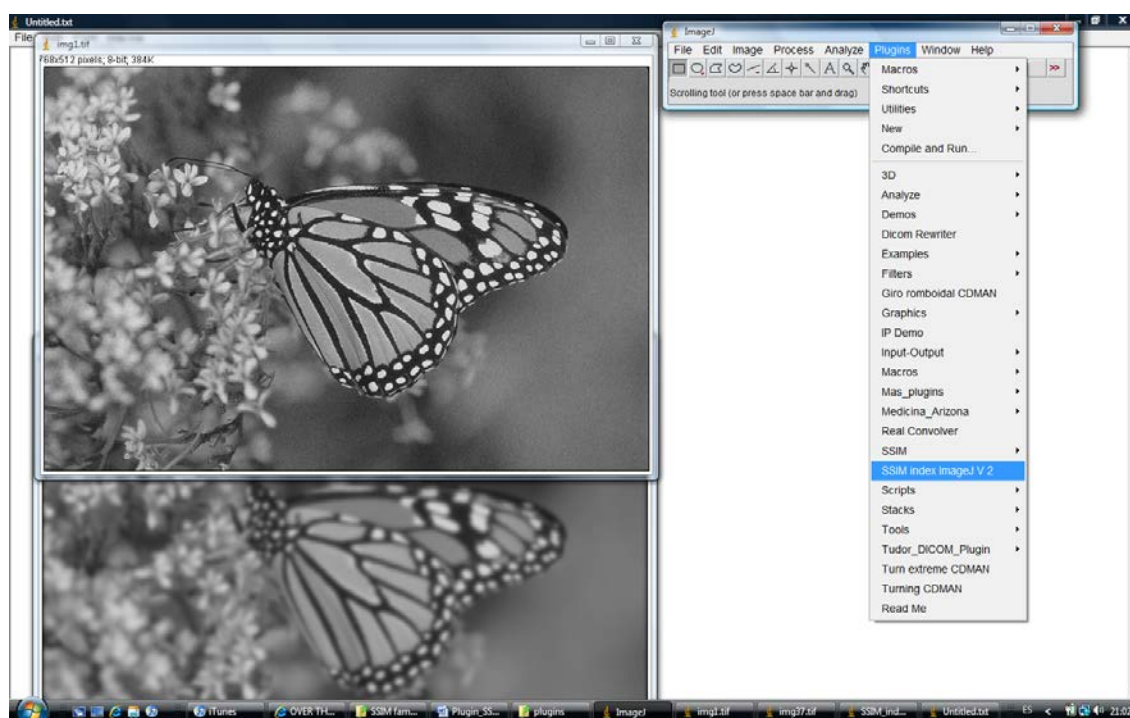 Untitled.txt
File
img1.tif
768x512 pixels; 8-bit; 384K
ImageJ
File Edit Image Process Analyze Plugins Window Help
Scrolling tool (or press space bar and drag)
>>
Macros
Shortcuts
Utilities
New
Compile and Run...
3D
Analyze
Demos
Dicom Rewriter
Examples
Filters
Giro romboidal CDMAN
Graphics
IP Demo
Input-Output
Macros
Mas_plugins
Medicina_Arizona
Real Convolver
SSIM
SSIM index ImageJ V 2
Scripts
Stacks
Tools
Tudor_DICOM_Plugin
Turn extreme CDMAN
Turning CDMAN
Read Me
iTunes OVER TH... SSIM fam... Plugin_SS... plugins ImageJ img1.tif img37.tif SSIM_ind... Untitled.txt ES < 21:02